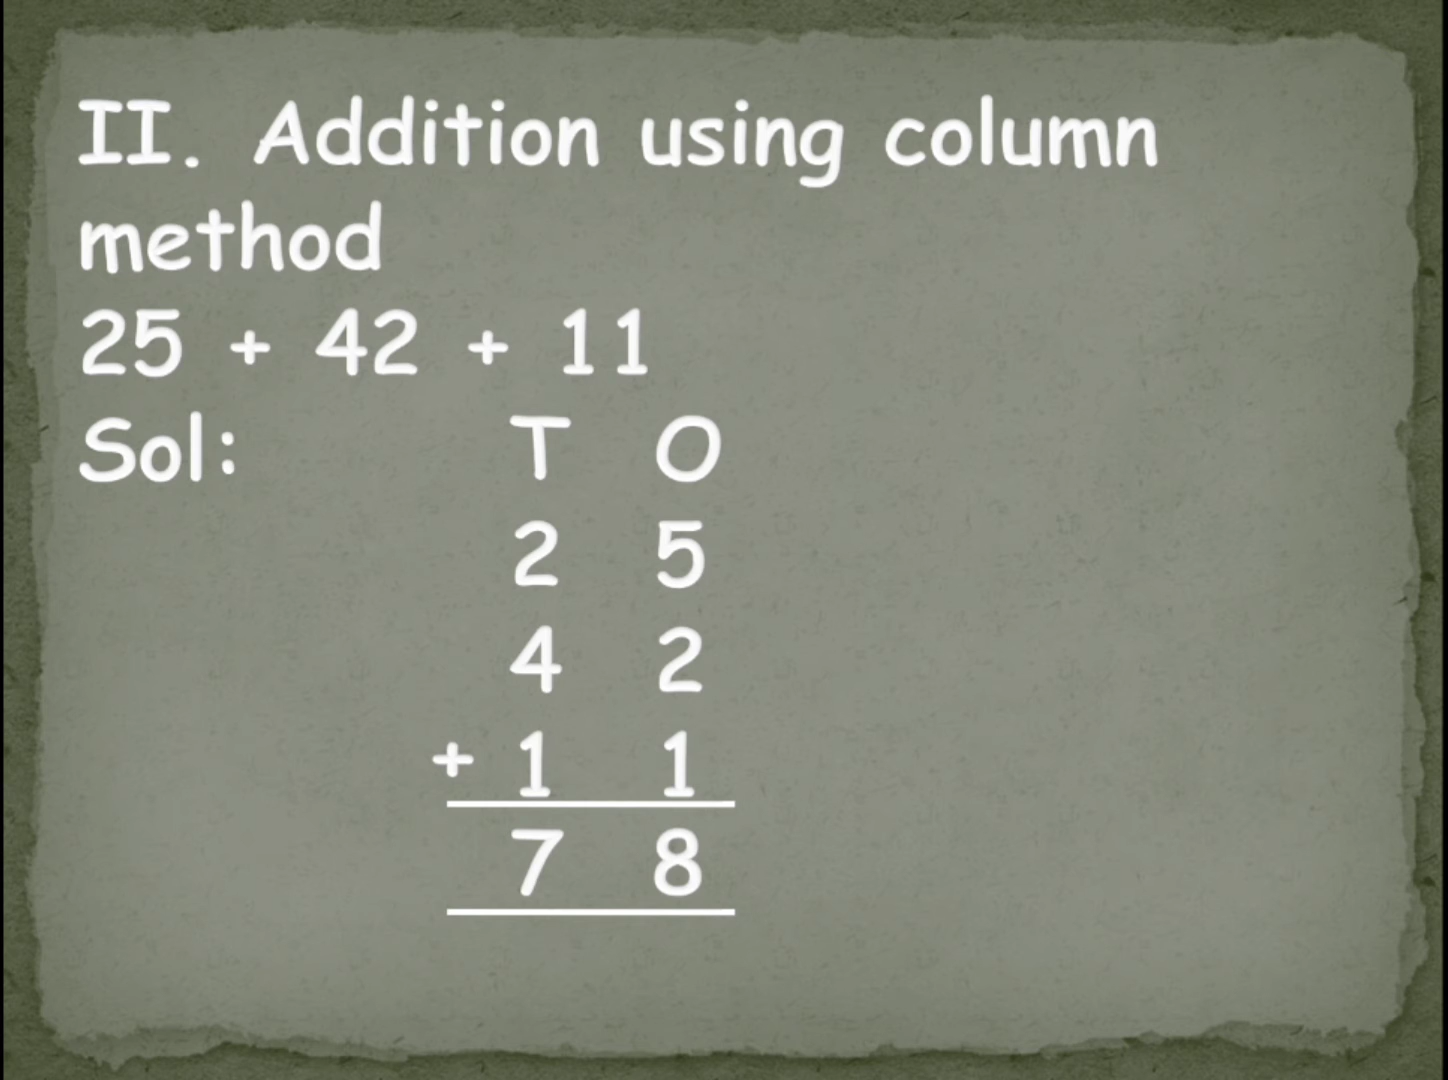 II. Addition using column
method
25 + 42 + 11
Sol: T O
2 5
4 2
+ 1 1
7 8